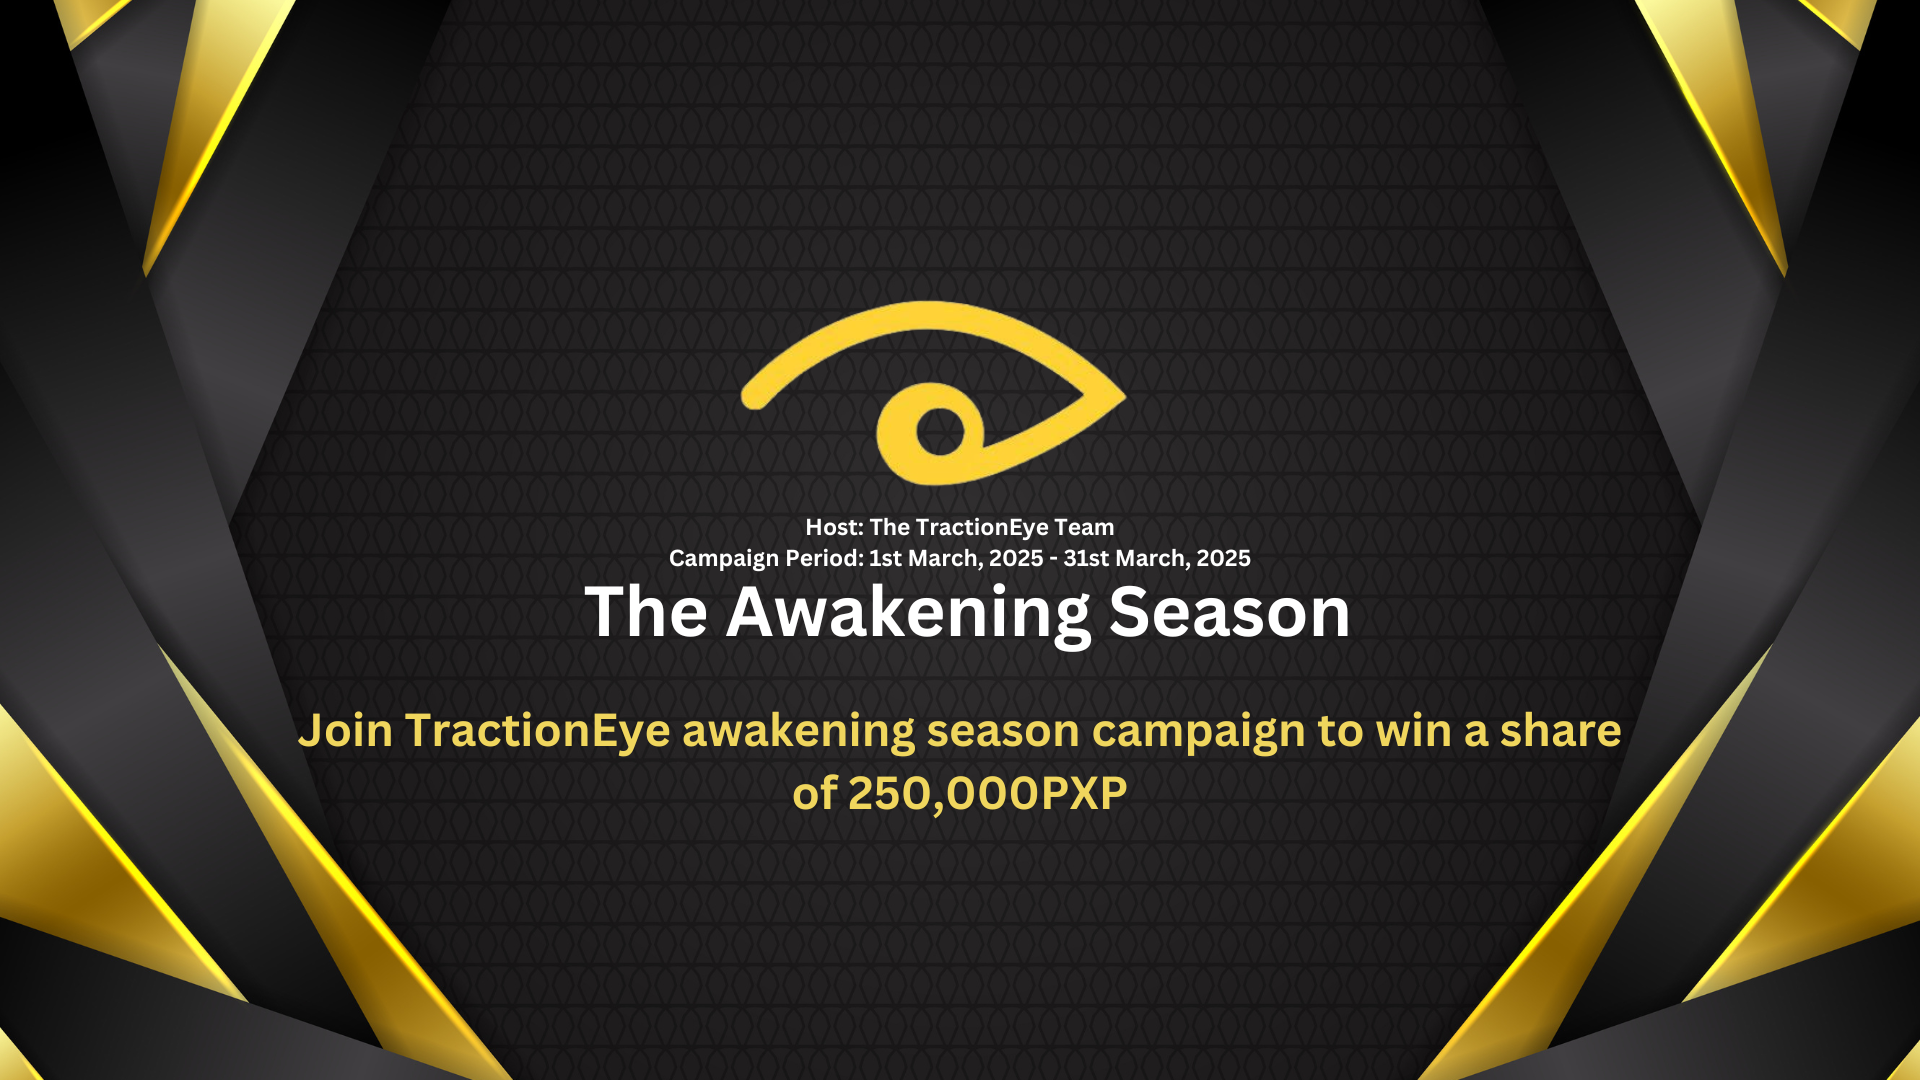 Host: The TractionEye Team
Campaign Period: 1st March, 2025 - 31st March, 2025
The Awakening Season
Join TractionEye awakening season campaign to win a share
of 250,000PXP